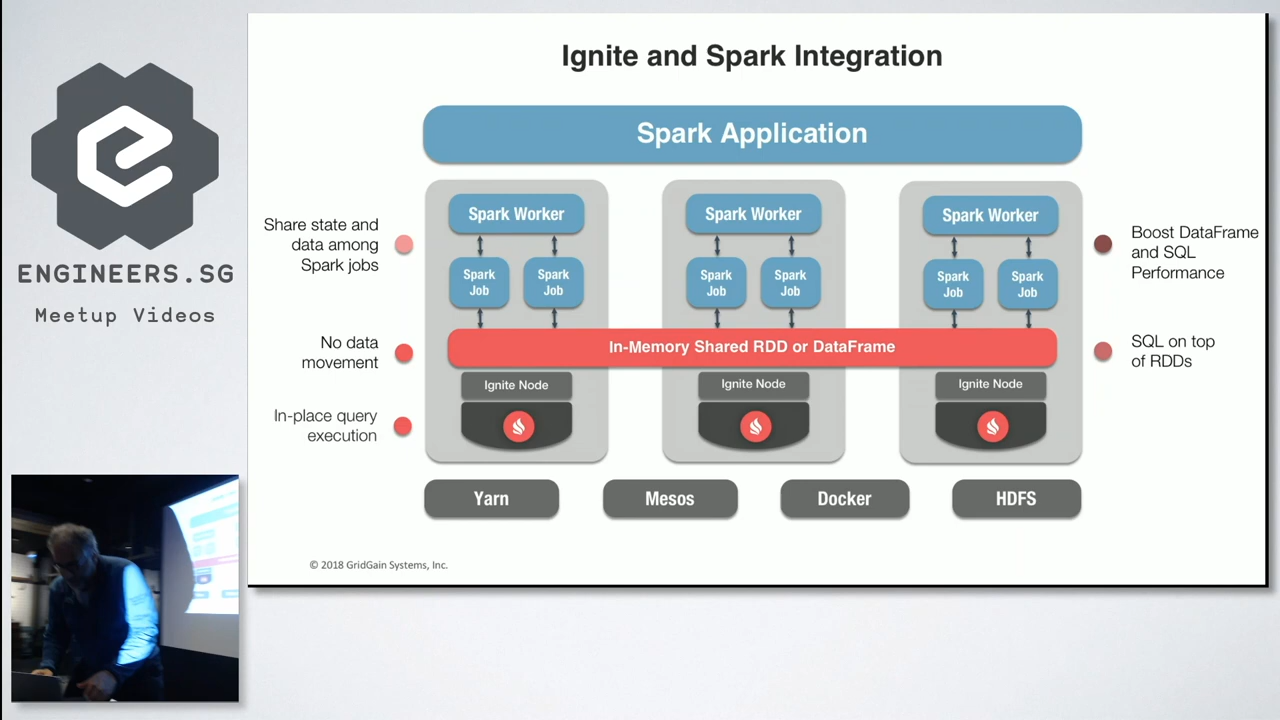 ENGINEERS.SG
Meetup Videos
Ignite and Spark Integration
Spark Application
Share state and
data among
Spark jobs
No data
movement
In-place query
execution
Spark Worker
Spark
Job
Spark
Job
Spark Worker
Spark
Job
Spark
Job
Spark Worker
Spark
Job
Spark
Job
In-Memory Shared RDD or DataFrame
Ignite Node
Ignite Node
Ignite Node
Boost DataFrame
and SQL
Performance
SQL on top
of RDDs
Yarn
Mesos
Docker
HDFS
© 2018 GridGain Systems, Inc.